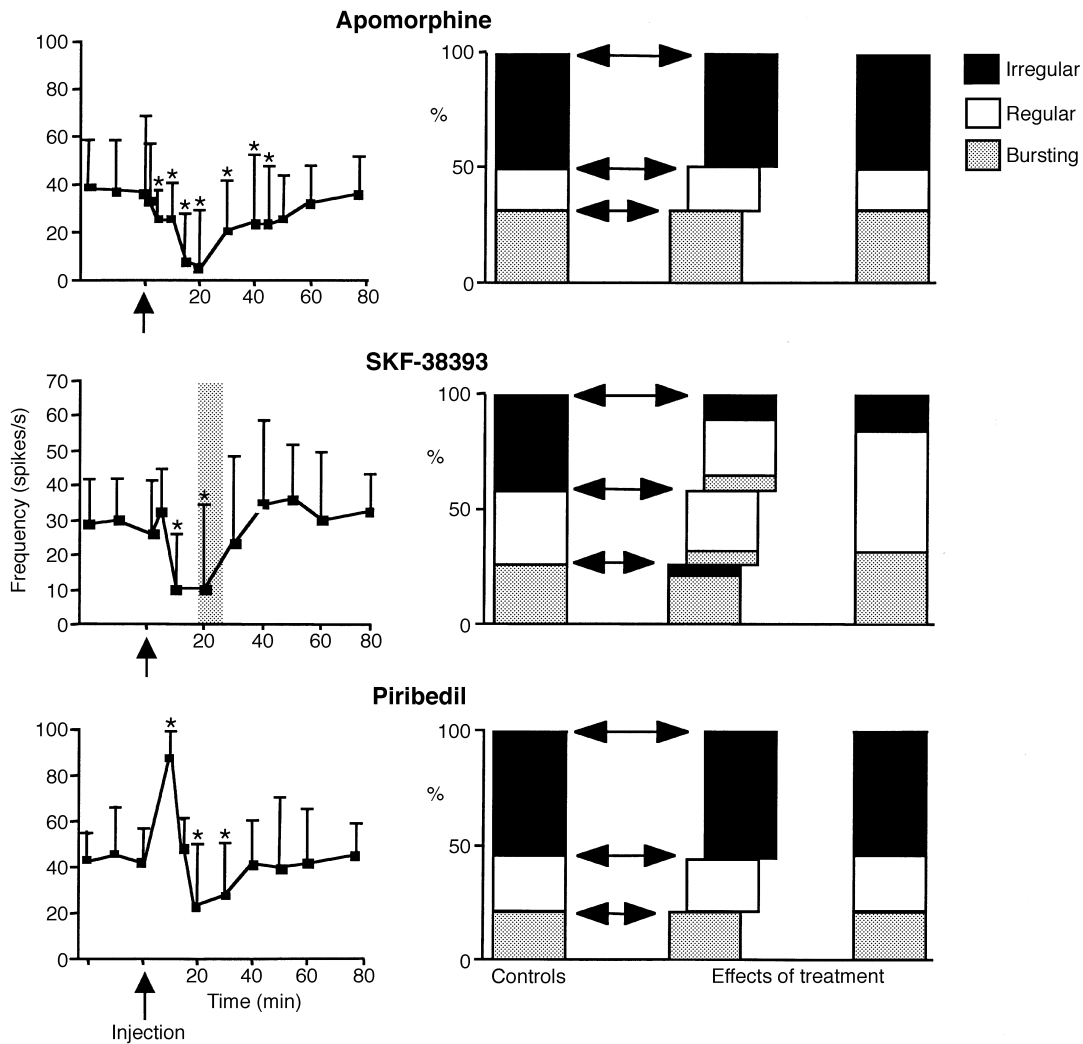 Apomorphine
100
80
60
40
20
0
* * * * * * *
20 40 60 80
100
%
50
0
Irregular
Regular
Bursting
SKF-38393
Frequency (spikes/s)
70
60
50
40
30
20
10
0
* *
0 20 40 60 80
100
%
50
0
Piribedil
100
80
60
40
20
0
* * *
20 40 60 80
Time (min)
Injection
100
%
50
0
Controls
Effects of treatment